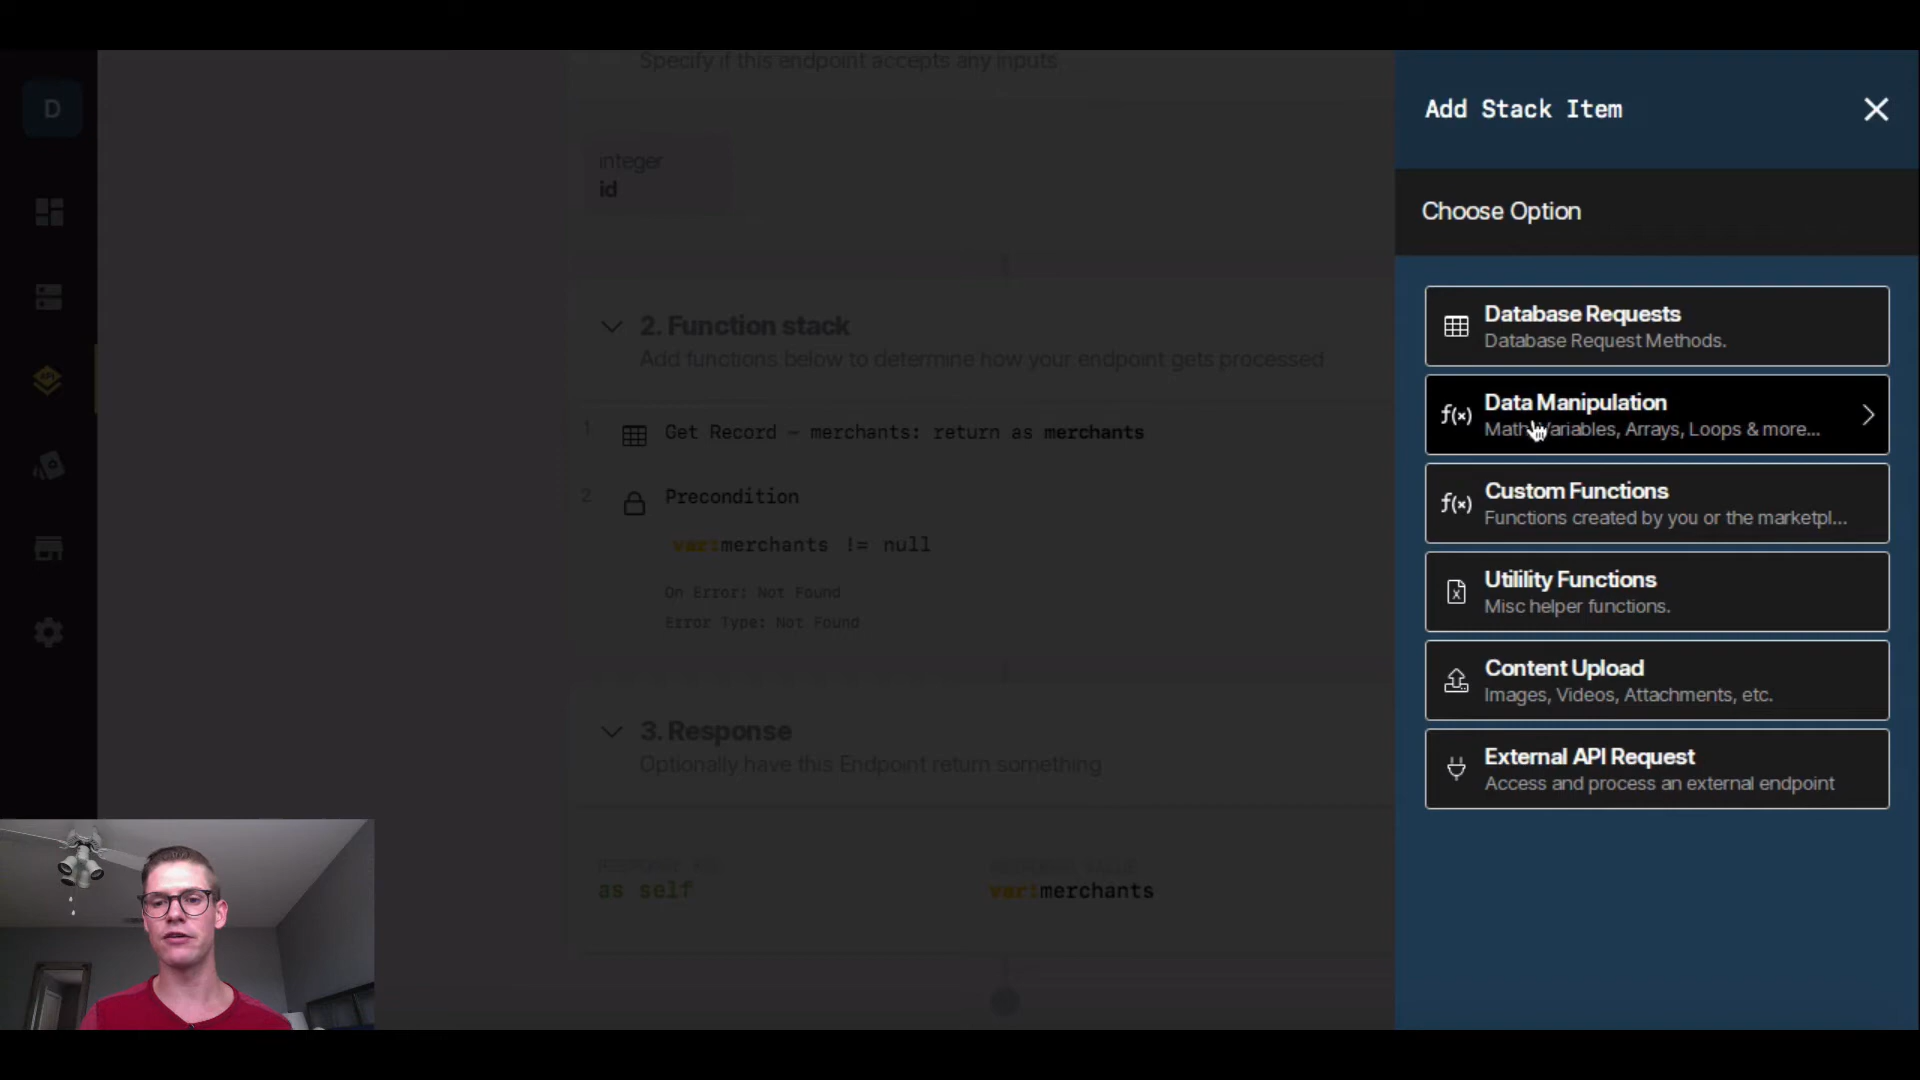 Specify if this endpoint accepts any inputs
D
integer
id
API
2. Function stack
Add functions below to determine how your endpoint gets processed
1
Get Record – merchants: return as merchants
2
Precondition
var:merchants != null
On Error: Not Found
Error Type: Not Found
3. Response
Optionally have this Endpoint return something
RESPONSE VALUE
as self
var:merchants
Add Stack Item
Choose Option
Database Requests
Database Request Methods.
f(x)
Data Manipulation
Math, Variables, Arrays, Loops & more...
f(x)
Custom Functions
Functions created by you or the marketpl...
Utilility Functions
Misc helper functions.
Content Upload
Images, Videos, Attachments, etc.
External API Request
Access and process an external endpoint